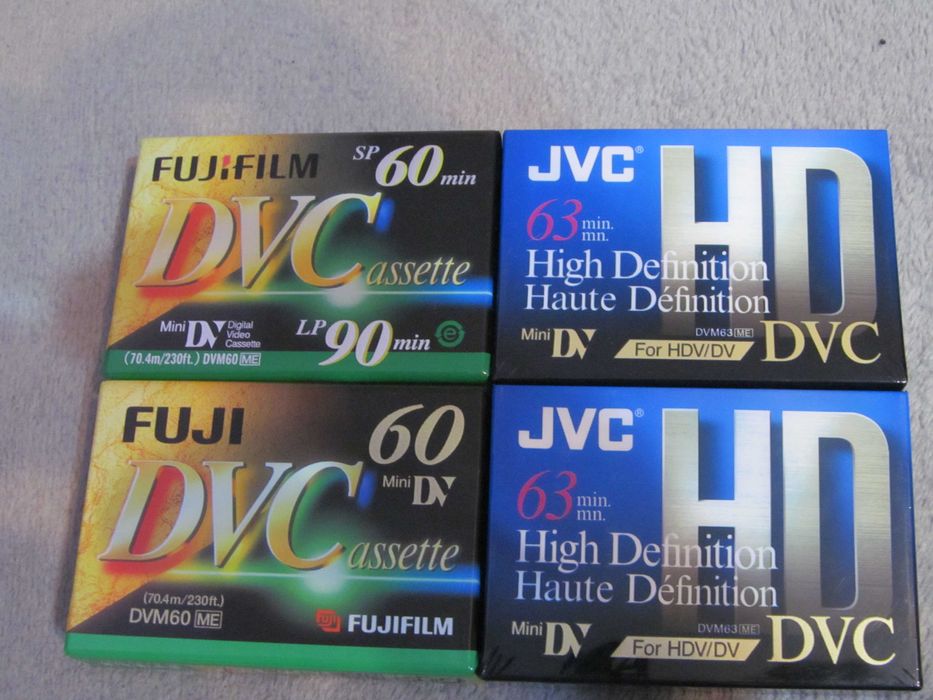 FUJIFILM
SP 60 min
DVCassette
Mini DV Digital Video Cassette
LP 90 min
(70.4m/230ft.) DVM60 ME
JVC® HD
63 min. mn.
High Definition
Haute Définition
DVM63 ME
Mini DV For HDV/DV DVC
FUJI
60
Mini DV
DVCassette
(70.4m/230ft.)
DVM60 ME
FUJI FUJIFILM
JVC® HD
63 min. mn.
High Definition
Haute Définition
DVM63 ME
Mini DV For HDV/DV DVC